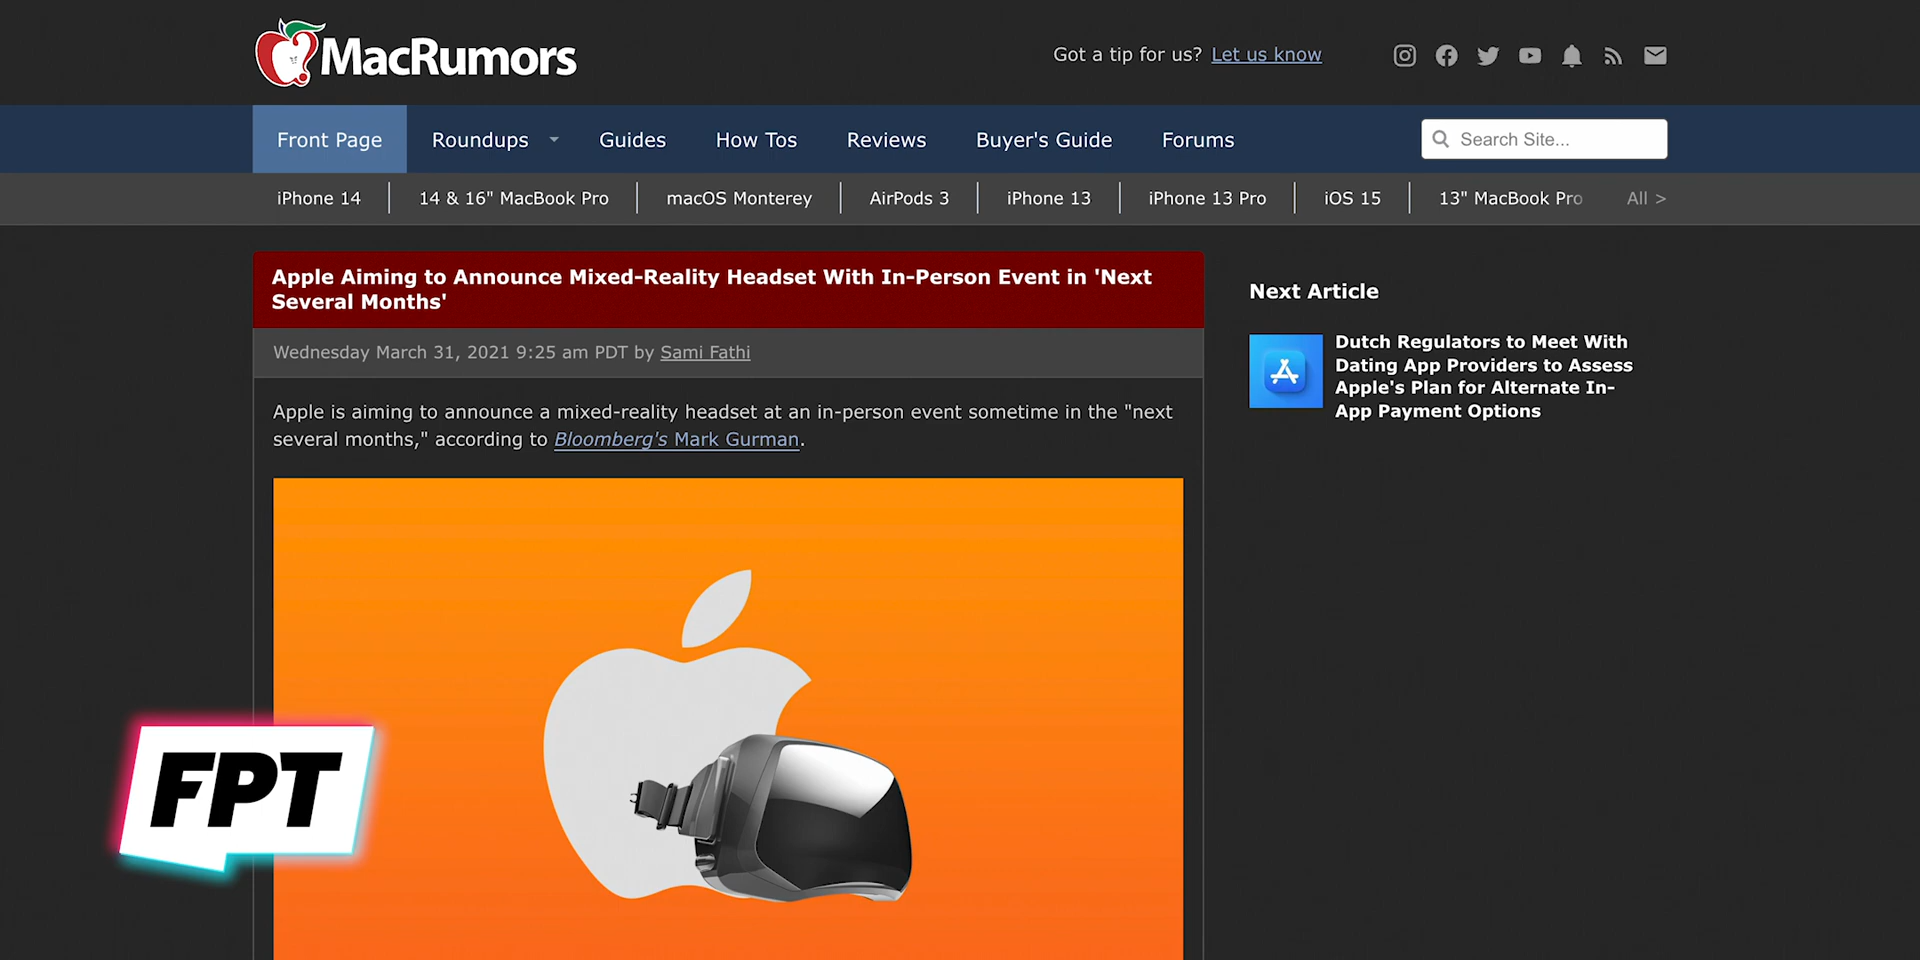 MacRumors
Got a tip for us? Let us know
Front Page
Roundups
Guides
How Tos
Reviews
Buyer's Guide
Forums
Search Site...
iPhone 14
14 & 16" MacBook Pro
macOS Monterey
AirPods 3
iPhone 13
iPhone 13 Pro
iOS 15
13" MacBook Pro
All >
Apple Aiming to Announce Mixed-Reality Headset With In-Person Event in 'Next
Several Months'
Wednesday March 31, 2021 9:25 am PDT by Sami Fathi
Apple is aiming to announce a mixed-reality headset at an in-person event sometime in the "next
several months," according to Bloomberg's Mark Gurman.
Next Article
Dutch Regulators to Meet With
Dating App Providers to Assess
Apple's Plan for Alternate In-
App Payment Options
FPT